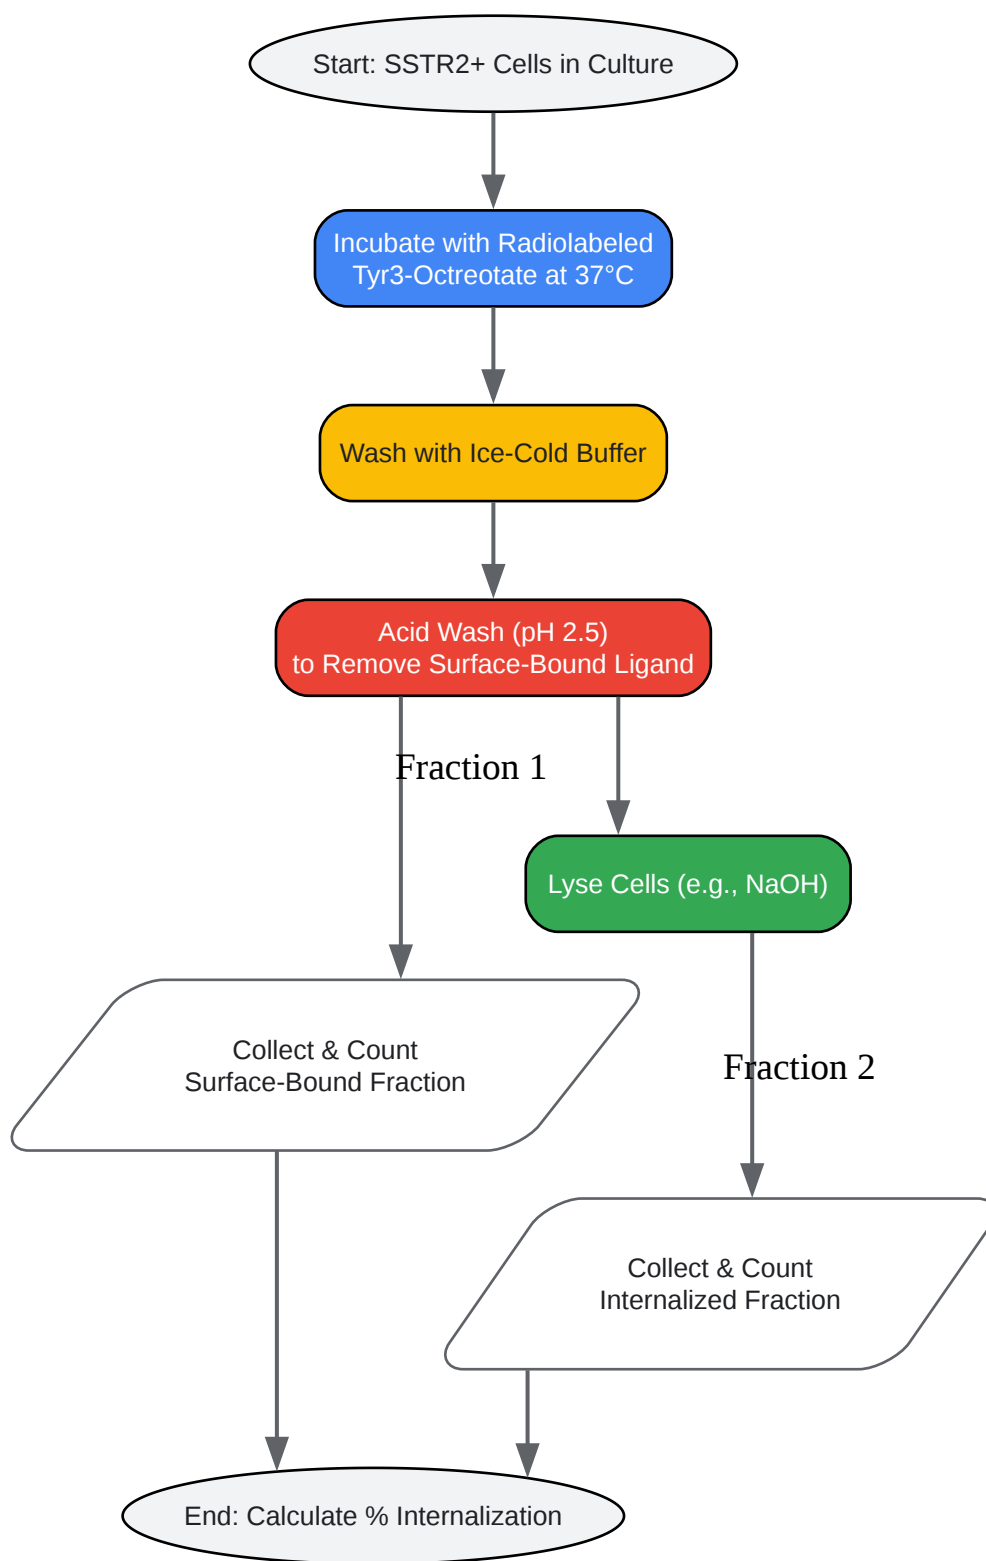 Start: SSTR2+ Cells in Culture
Incubate with Radiolabeled
Tyr3-Octreotate at 37°C
Wash with Ice-Cold Buffer
Acid Wash (pH 2.5)
to Remove Surface-Bound Ligand
Fraction 1
Lyse Cells (e.g., NaOH)
Collect & Count
Surface-Bound Fraction
Fraction 2
Collect & Count
Internalized Fraction
End: Calculate % Internalization